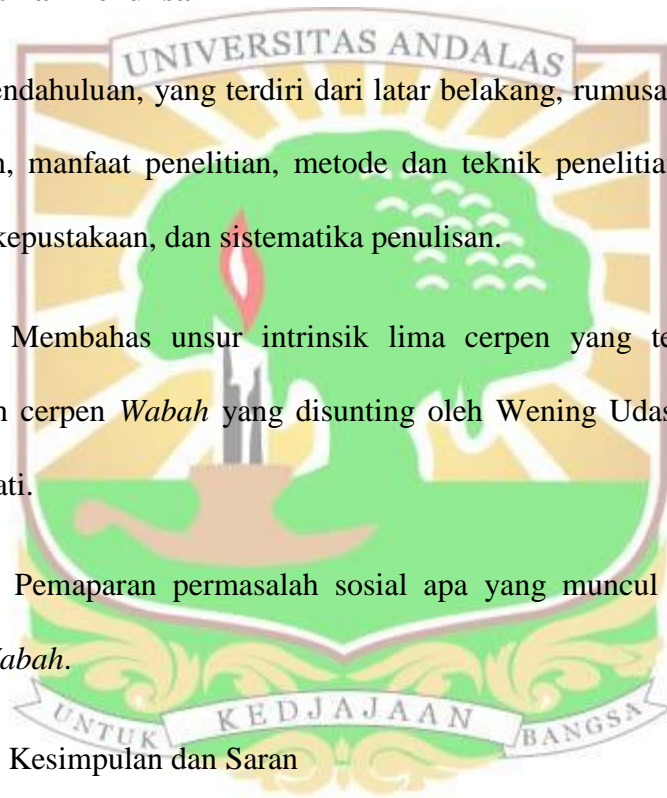 UNIVERSITAS ANDALAS
endahuluan, yang terdiri dari latar belakang, rumusa
n, manfaat penelitian, metode dan teknik penelitia
kepustakaan, dan sistematika penulisan.
Membahas unsur intrinsik lima cerpen yang te
n cerpen Wabah yang disunting oleh Wening Udas
ati.
Pemaparan permasalah sosial apa yang muncul
abah.
Kesimpulan dan Saran
UNTUK KEDJAJAAN BANGSA